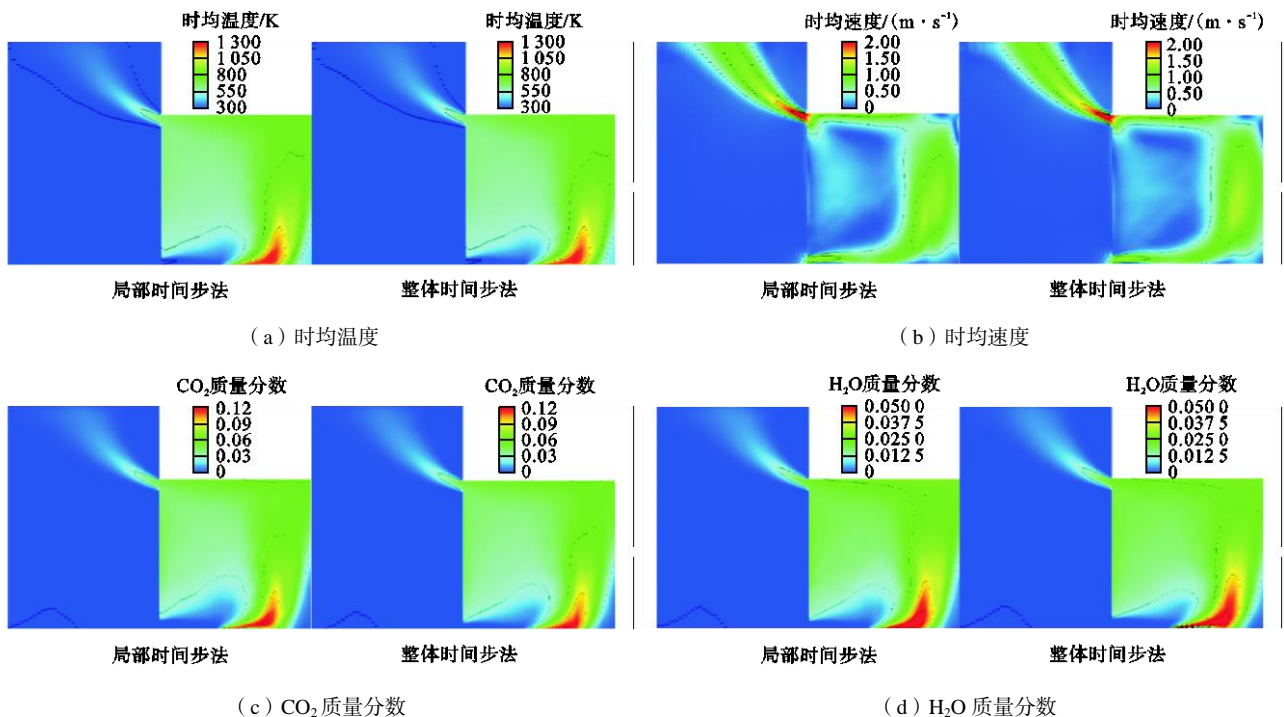 时均温度/K
1 300
1 050
800
550
300
时均温度/K
1 300
1 050
800
550
300
局部时间步法
整体时间步法
（a）时均温度
时均速度/(m · s⁻¹)
2.00
1.50
1.00
0.50
0
时均速度/(m · s⁻¹)
2.00
1.50
1.00
0.50
0
局部时间步法
整体时间步法
（b）时均速度
CO₂质量分数
0.12
0.09
0.06
0.03
0
CO₂质量分数
0.12
0.09
0.06
0.03
0
局部时间步法
整体时间步法
（c）CO₂ 质量分数
H₂O质量分数
0.050 0
0.037 5
0.025 0
0.012 5
0
H₂O质量分数
0.050 0
0.037 5
0.025 0
0.012 5
0
局部时间步法
整体时间步法
（d）H₂O 质量分数